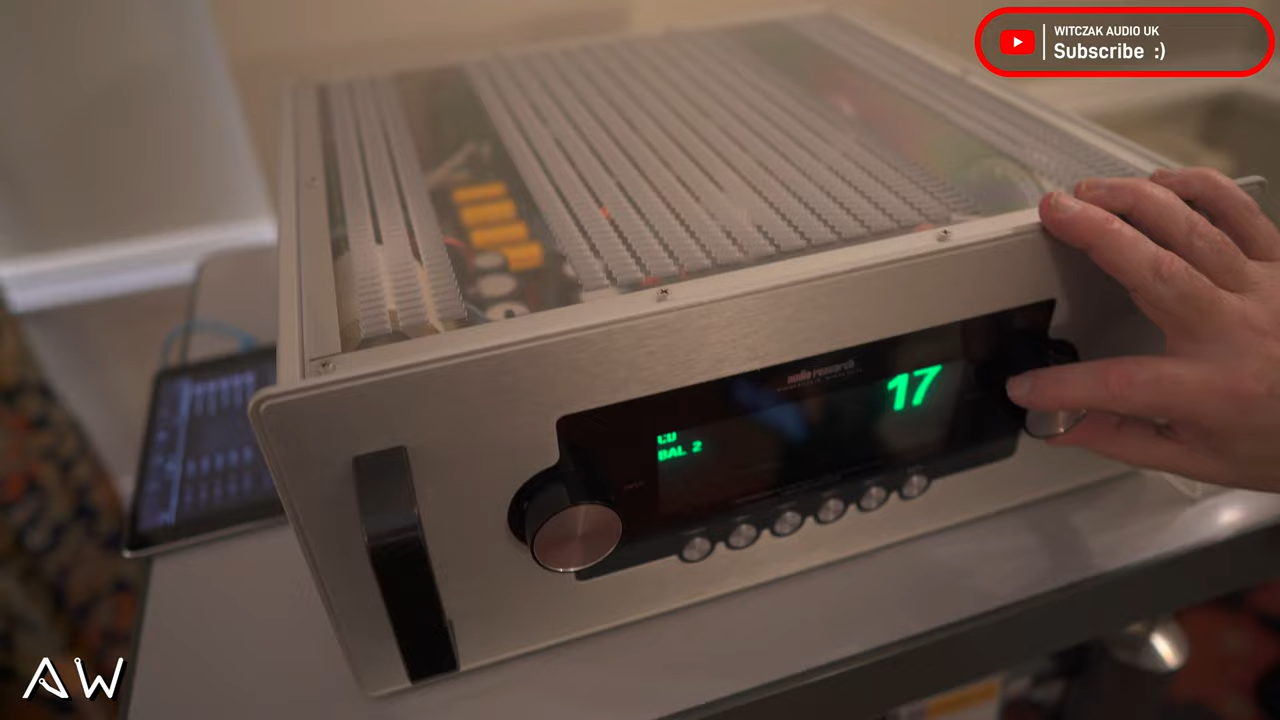 WITCZAK AUDIO UK
Subscribe :)
audio research
17
CD
BAL 2
AW